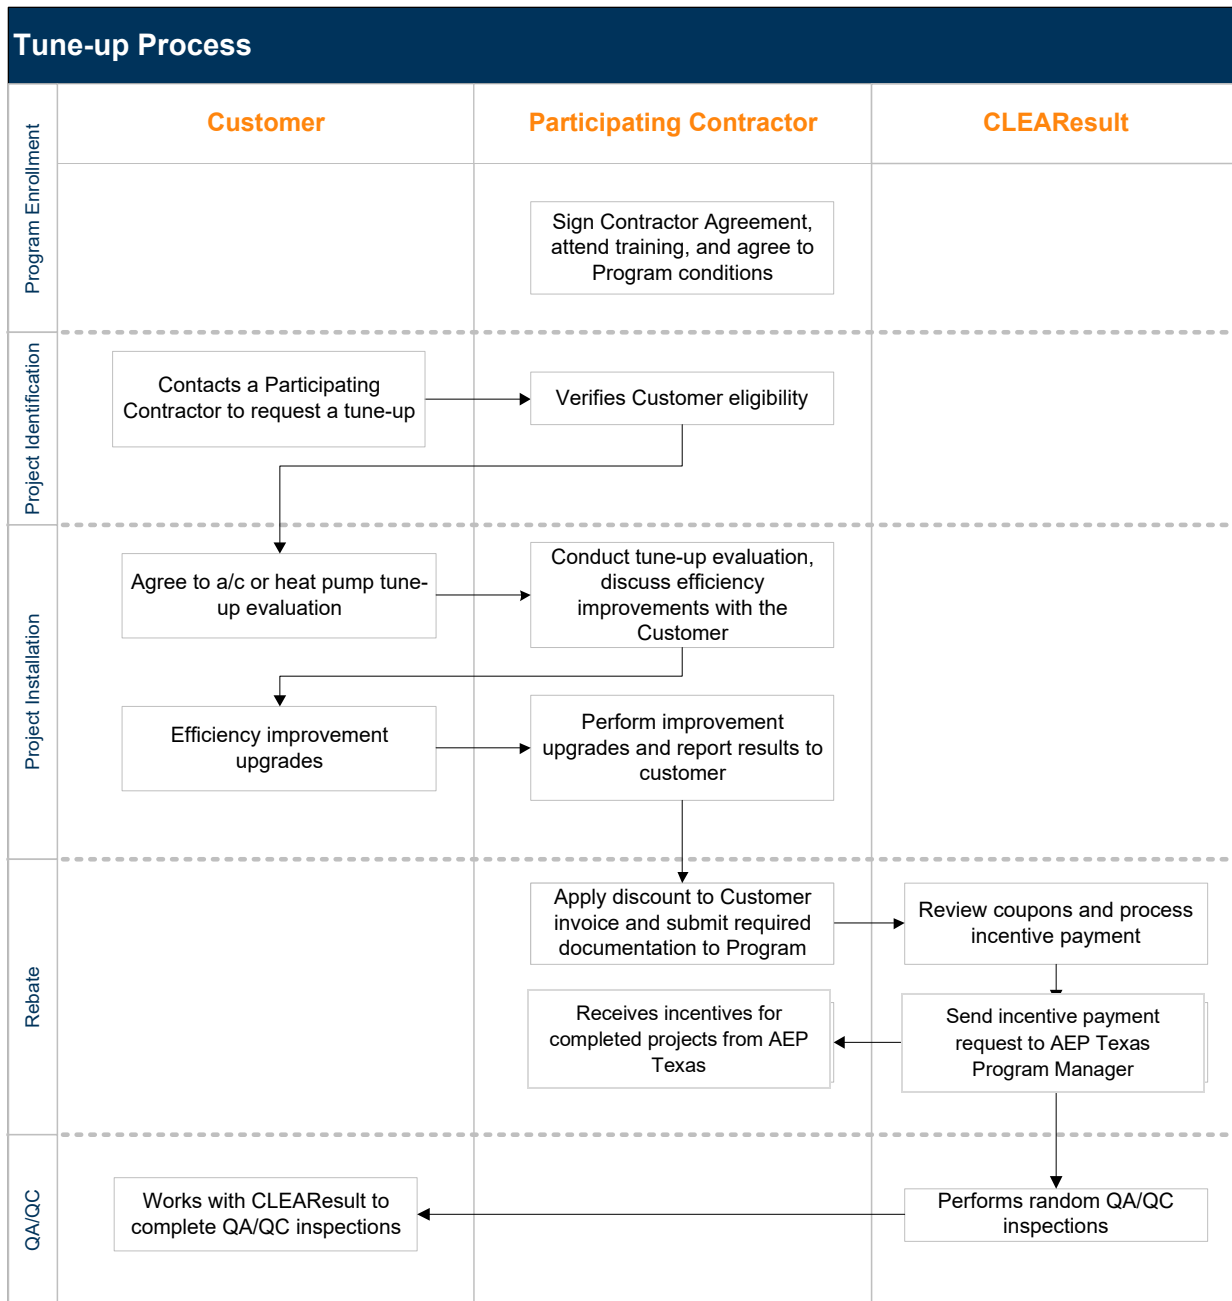 Tune-up Process
Customer
Participating Contractor
CLEAResult
Program Enrollment
Sign Contractor Agreement,
attend training, and agree to
Program conditions
Project Identification
Contacts a Participating
Contractor to request a tune-up
Verifies Customer eligibility
Project Installation
Agree to a/c or heat pump tune-
up evaluation
Conduct tune-up evaluation,
discuss efficiency
improvements with the
Customer
Efficiency improvement
upgrades
Perform improvement
upgrades and report results to
customer
Rebate
Apply discount to Customer
invoice and submit required
documentation to Program
Review coupons and process
incentive payment
Receives incentives for
completed projects from AEP
Texas
Send incentive payment
request to AEP Texas
Program Manager
QA/QC
Works with CLEAResult to
complete QA/QC inspections
Performs random QA/QC
inspections